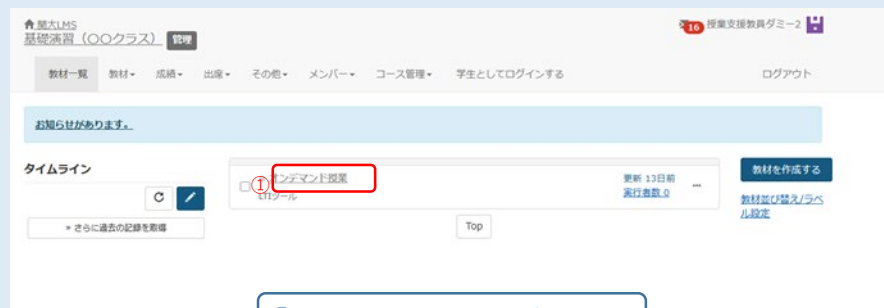 関大LMS
基礎演習（〇〇クラス） 管理
16 授業支援教員ダミー2
教材一覧 教材 成績 出席 その他 メンバー コース管理 学生としてログインする ログアウト
お知らせがあります。
タイムライン
» さらに過去の記録を取得
① オンデマンド授業
LTIツール
更新 13日前
実行者数 0
Top
教材を作成する
教材並び替え/ラベ
ル設定